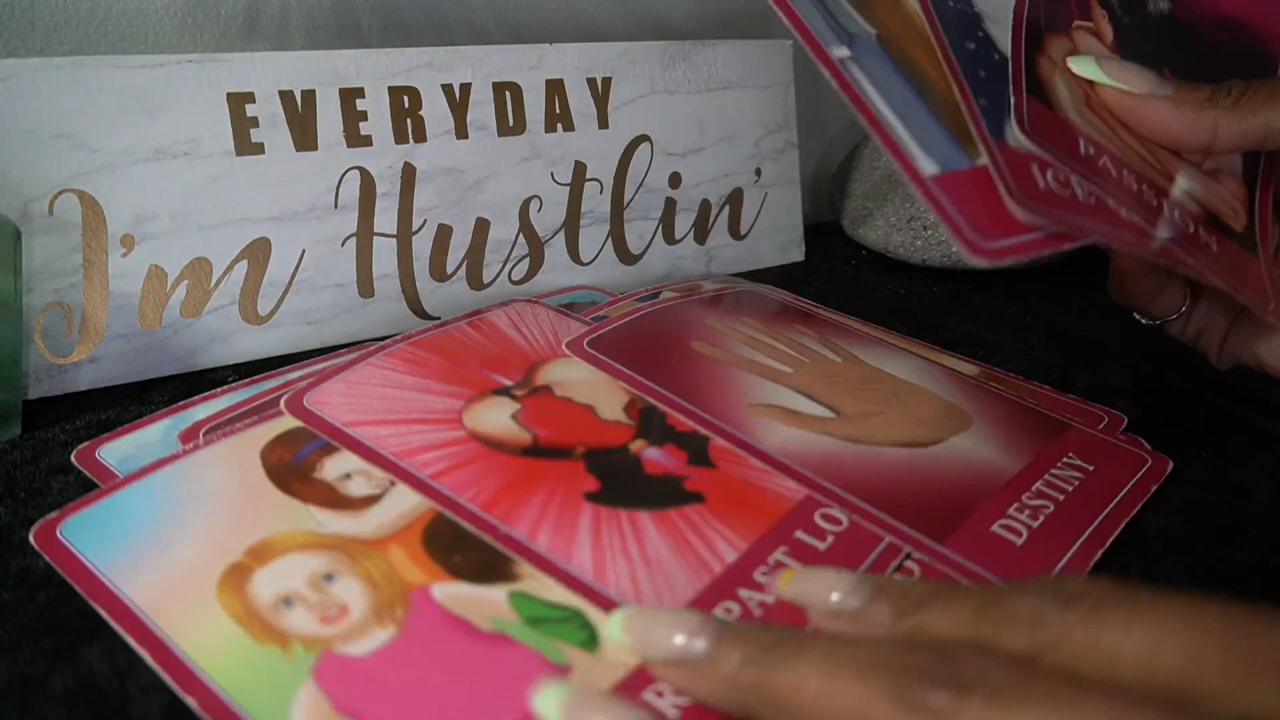 EVERYDAY
I'm Hustlin'
PASSION
DESTINY
PAST LO
R